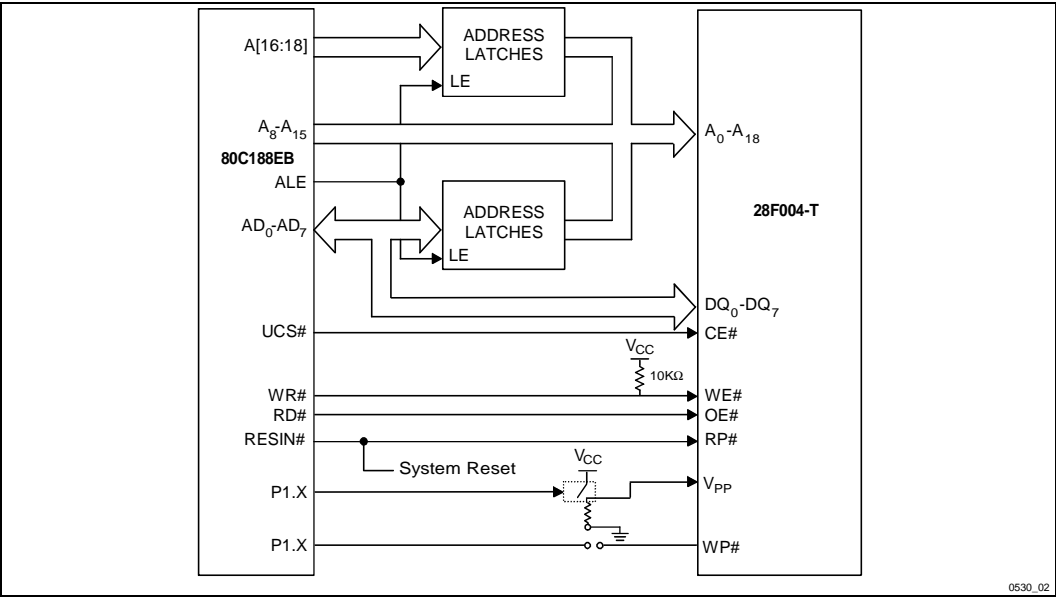 A[16:18]
ADDRESS
LATCHES
LE
A8-A15
A0-A18
80C188EB
ALE
ADDRESS
LATCHES
28F004-T
AD0-AD7
LE
DQ0-DQ7
UCS#
CE#
VCC
10KΩ
WR#
WE#
RD#
OE#
RESIN#
RP#
System Reset
VCC
P1.X
VPP
P1.X
WP#
0530_02